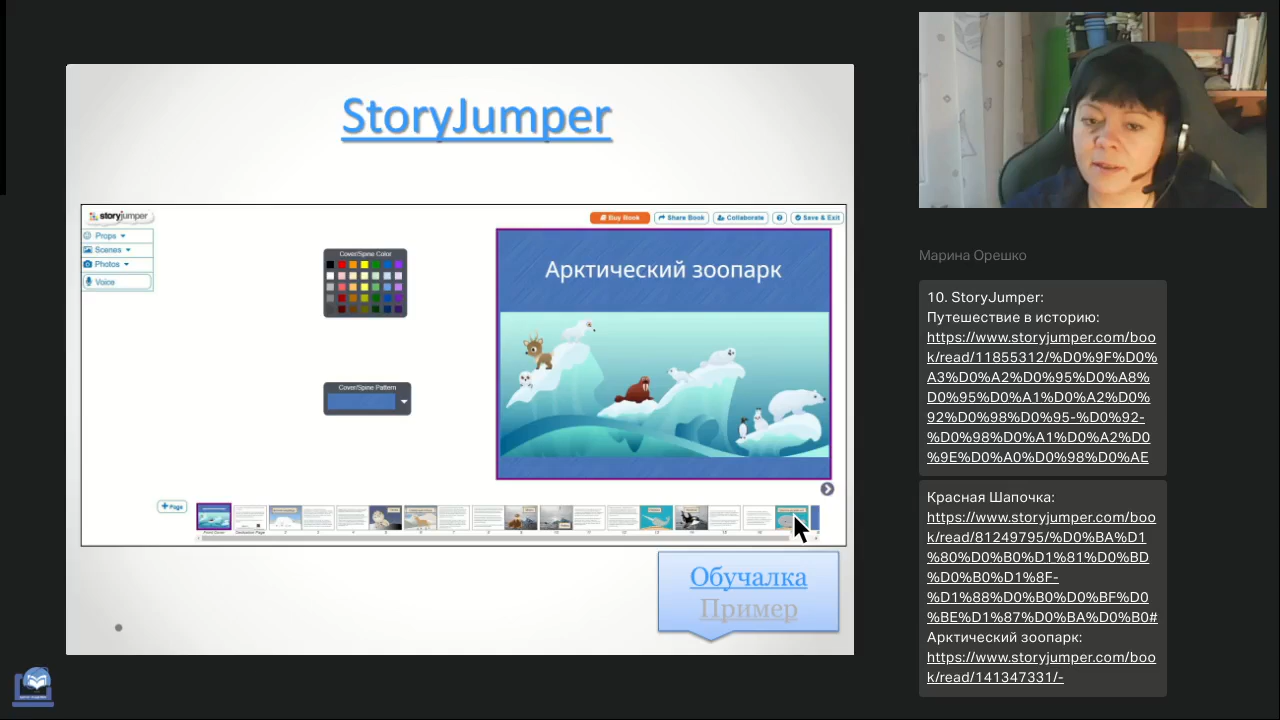 StoryJumper
storyjumper
Buy Book
Share Book
Collaborate
?
Save & Exit
Props
Scenes
Photos
Voice
Cover/Spine Color
Cover/Spine Pattern
Арктический зоопарк
+ Page
Обучалка
Пример
Марина Орешко
10. StoryJumper:
Путешествие в историю:
https://www.storyjumper.com/boo
k/read/11855312/%D0%9F%D0%
A3%D0%A2%D0%95%D0%A8%
D0%95%D0%A1%D0%A2%D0%
92%D0%98%D0%95-%D0%92-
%D0%98%D0%A1%D0%A2%D0
%9E%D0%A0%D0%98%D0%AE
Красная Шапочка:
https://www.storyjumper.com/boo
k/read/81249795/%D0%BA%D1
%80%D0%B0%D1%81%D0%BD
%D0%B0%D1%8F-
%D1%88%D0%B0%D0%BF%D0
%BE%D1%87%D0%BA%D0%B0#
Арктический зоопарк:
https://www.storyjumper.com/boo
k/read/141347331/-